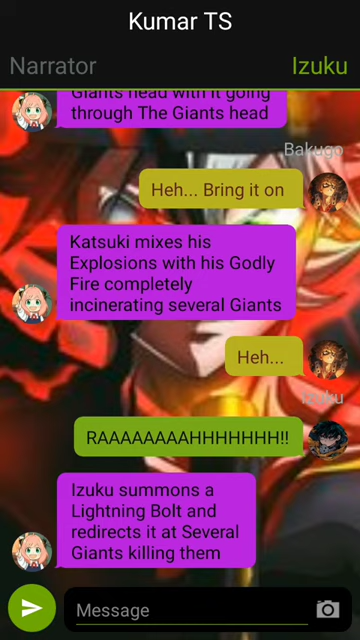 Kumar TS
Narrator
Izuku
Giants head with it going
through The Giants head
Bakugo
Heh... Bring it on
Katsuki mixes his
Explosions with his Godly
Fire completely
incinerating several Giants
Heh...
Izuku
RAAAAAAAAHHHHHHH!!
Izuku summons a
Lightning Bolt and
redirects it at Several
Giants killing them
Message